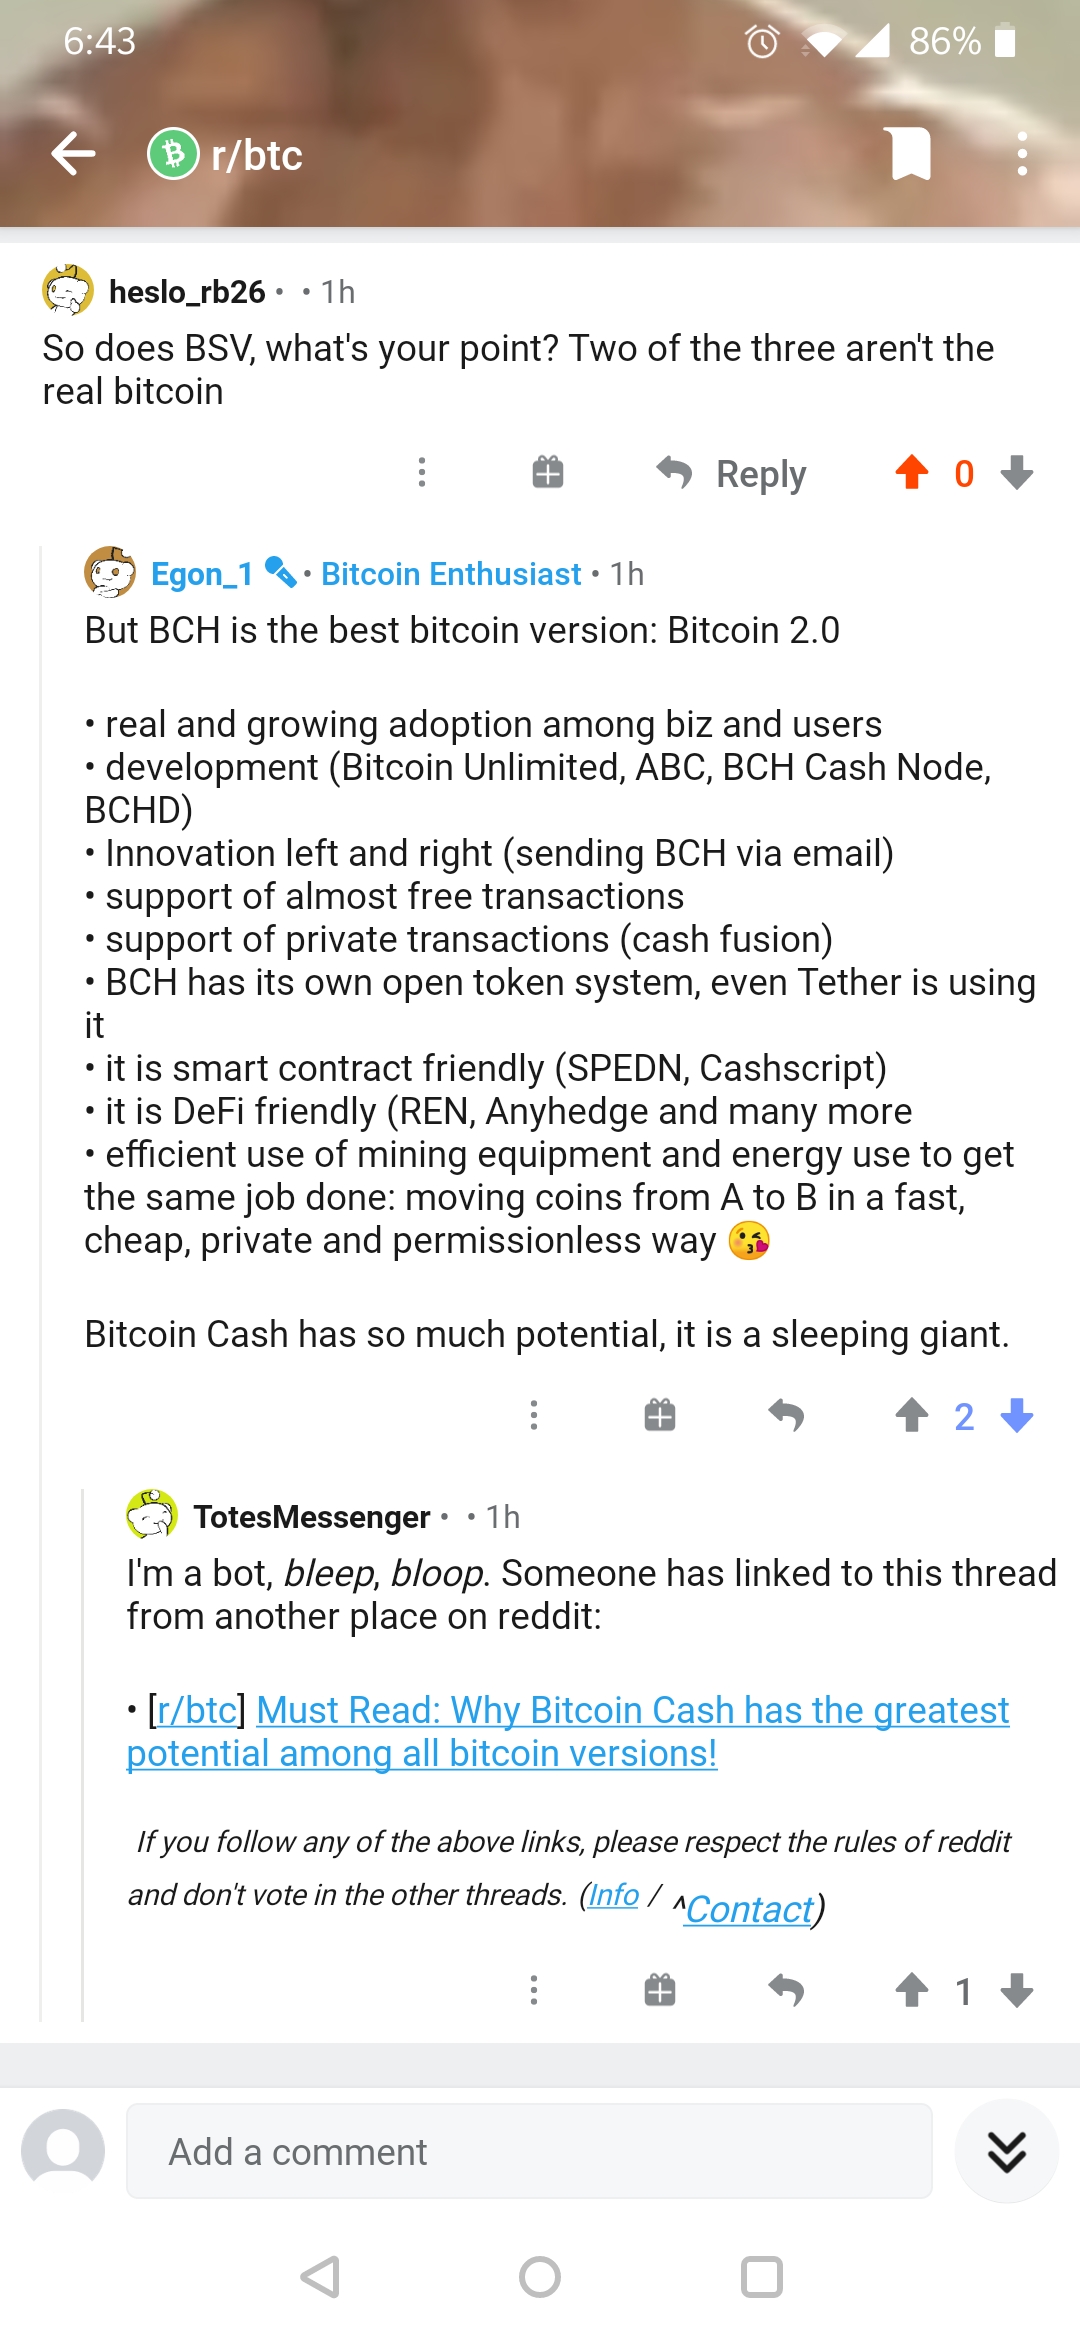 6:43
86%
r/btc
heslo_rb26 • • 1h
So does BSV, what's your point? Two of the three aren't the
real bitcoin
Reply
0
Egon_1 • Bitcoin Enthusiast • 1h
But BCH is the best bitcoin version: Bitcoin 2.0
• real and growing adoption among biz and users
• development (Bitcoin Unlimited, ABC, BCH Cash Node,
BCHD)
• Innovation left and right (sending BCH via email)
• support of almost free transactions
• support of private transactions (cash fusion)
• BCH has its own open token system, even Tether is using
it
• it is smart contract friendly (SPEDN, Cashscript)
• it is DeFi friendly (REN, Anyhedge and many more
• efficient use of mining equipment and energy use to get
the same job done: moving coins from A to B in a fast,
cheap, private and permissionless way 😘
Bitcoin Cash has so much potential, it is a sleeping giant.
2
TotesMessenger • • 1h
I'm a bot, bleep, bloop. Someone has linked to this thread
from another place on reddit:
• [r/btc] Must Read: Why Bitcoin Cash has the greatest
potential among all bitcoin versions!
If you follow any of the above links, please respect the rules of reddit
and don't vote in the other threads. (Info / ^Contact)
1
Add a comment